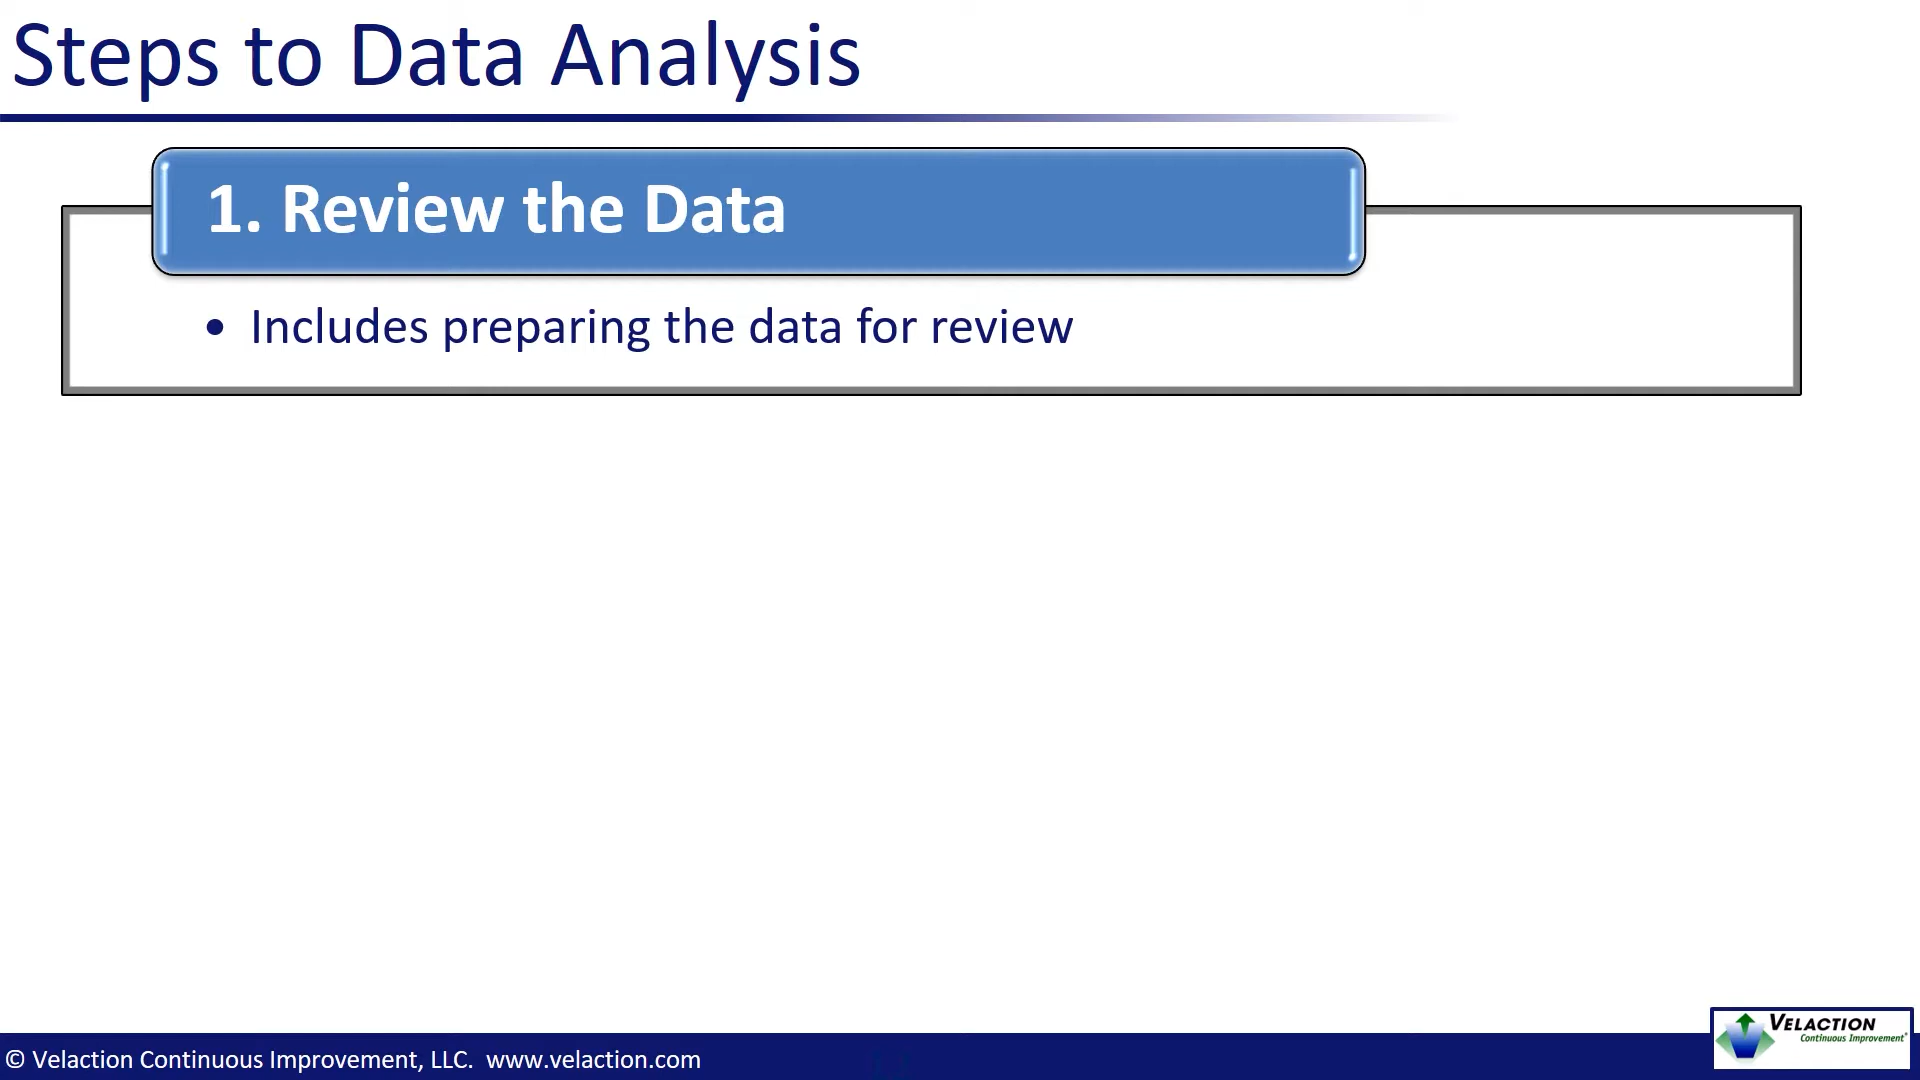 Steps to Data Analysis
1. Review the Data
• Includes preparing the data for review
© Velaction Continuous Improvement, LLC.  www.velaction.com
VELACTION
Continuous Improvement®